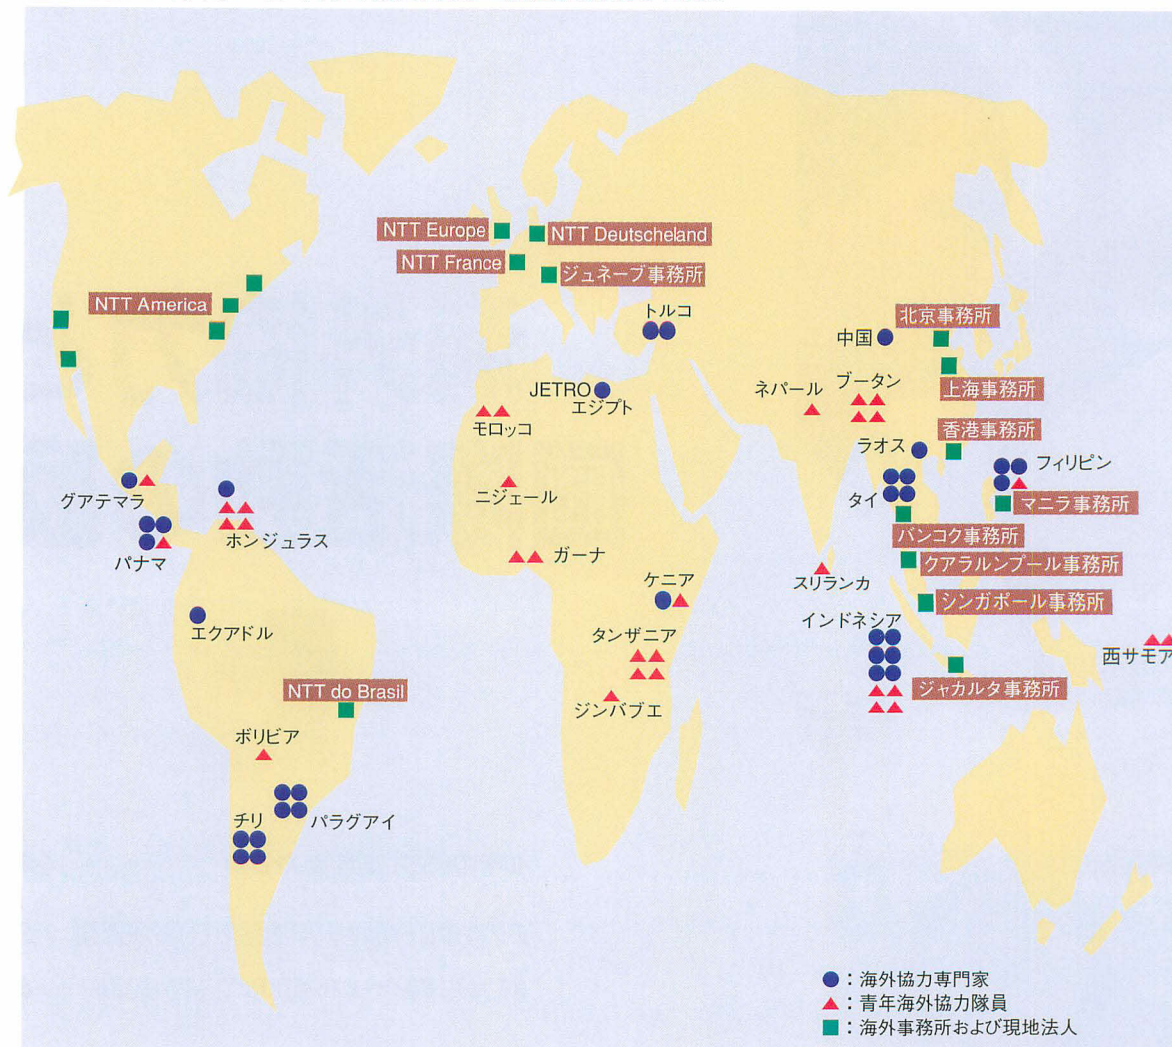 NTT Europe
NTT Deutscheland
NTT France
ジュネーブ事務所
NTT America
トルコ
北京事務所
中国
上海事務所
JETRO
エジプト
ネパール
ブータン
モロッコ
香港事務所
ラオス
フィリピン
グアテマラ
ニジェール
タイ
マニラ事務所
ホンジュラス
バンコク事務所
パナマ
ガーナ
クアラルンプール事務所
スリランカ
ケニア
シンガポール事務所
エクアドル
タンザニア
インドネシア
西サモア
NTT do Brasil
ジャカルタ事務所
ジンバブエ
ボリビア
チリ
パラグアイ
：海外協力専門家
：青年海外協力隊員
：海外事務所および現地法人